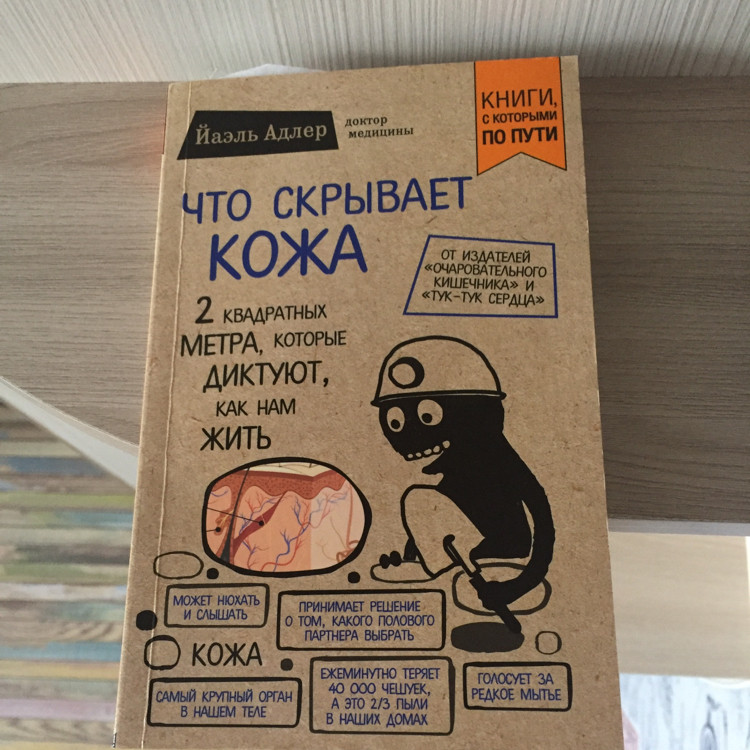 Йаэль Адлер
доктор
медицины
КНИГИ,
С КОТОРЫМИ
ПО ПУТИ
ЧТО СКРЫВАЕТ
КОЖА
ОТ ИЗДАТЕЛЕЙ
«ОЧАРОВАТЕЛЬНОГО
КИШЕЧНИКА» И
«ТУК-ТУК СЕРДЦА»
2 КВАДРАТНЫХ
МЕТРА, КОТОРЫЕ
ДИКТУЮТ,
КАК НАМ
ЖИТЬ
МОЖЕТ НЮХАТЬ
И СЛЫШАТЬ
ПРИНИМАЕТ РЕШЕНИЕ
О ТОМ, КАКОГО ПОЛОВОГО
ПАРТНЕРА ВЫБРАТЬ
КОЖА
САМЫЙ КРУПНЫЙ ОРГАН
В НАШЕМ ТЕЛЕ
ЕЖЕМИНУТНО ТЕРЯЕТ
40 000 ЧЕШУЕК,
А ЭТО 2/3 ПЫЛИ
В НАШИХ ДОМАХ
ГОЛОСУЕТ ЗА
РЕДКОЕ МЫТЬЕ